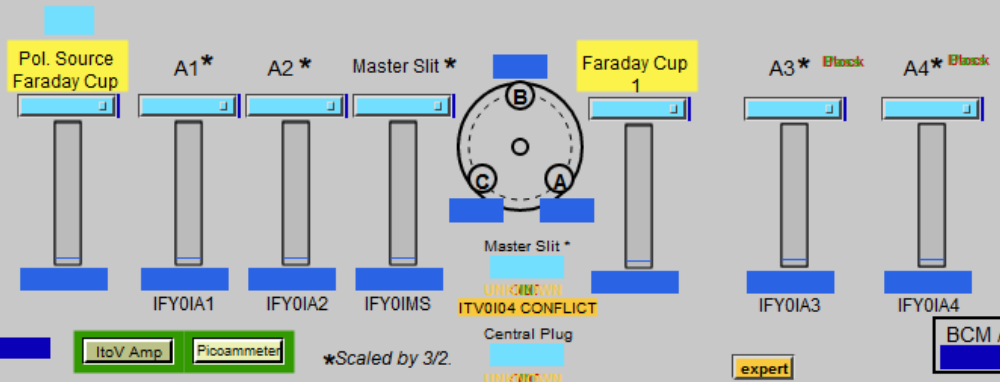 Pol. Source
Faraday Cup
A1*
A2 *
Master Slit *
B
C
A
Faraday Cup
1
A3*
A4*
Master Slit *
IFY0IA1
IFY0IA2
IFY0IMS
ITV0I04 CONFLICT
IFY0IA3
IFY0IA4
Central Plug
ItoV Amp
Picoammeter
*Scaled by 3/2.
expert
BCM